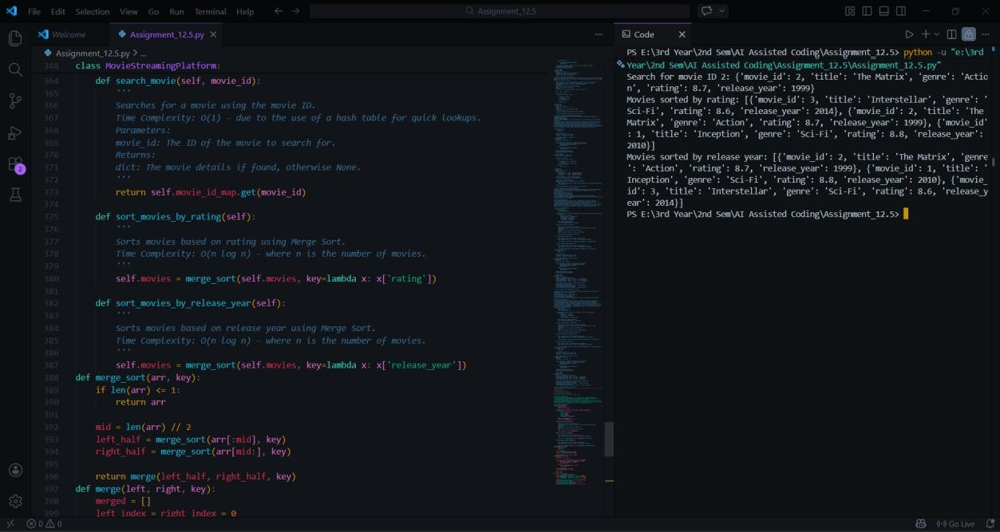 File Edit Selection View Go Run Terminal Help
Assignment_12.5
Welcome
Assignment_12.5.py
Assignment_12.5.py > ...
348 class MovieStreamingPlatform:
364 def search_movie(self, movie_id):
365 '''
366 Searches for a movie using the movie ID.
367 Time Complexity: O(1) - due to the use of a hash table for quick lookups.
368 Parameters:
369 movie_id: The ID of the movie to search for.
370 Returns:
371 dict: The movie details if found, otherwise None.
372 '''
373 return self.movie_id_map.get(movie_id)
374
375 def sort_movies_by_rating(self):
376 '''
377 Sorts movies based on rating using Merge Sort.
378 Time Complexity: O(n log n) - where n is the number of movies.
379 '''
380 self.movies = merge_sort(self.movies, key=lambda x: x['rating'])
381
382 def sort_movies_by_release_year(self):
383 '''
384 Sorts movies based on release year using Merge Sort.
385 Time Complexity: O(n log n) - where n is the number of movies.
386 '''
387 self.movies = merge_sort(self.movies, key=lambda x: x['release_year'])
388 def merge_sort(arr, key):
389 if len(arr) <= 1:
390 return arr
391
392 mid = len(arr) // 2
393 left_half = merge_sort(arr[:mid], key)
394 right_half = merge_sort(arr[mid:], key)
395
396 return merge(left_half, right_half, key)
397 def merge(left, right, key):
398 merged = []
399 left_index = right_index = 0
Code
PS E:\3rd Year\2nd Sem\AI Assisted Coding\Assignment_12.5> python -u "e:\3rd
Year\2nd Sem\AI Assisted Coding\Assignment_12.5\Assignment_12.5.py"
Search for movie ID 2: {'movie_id': 2, 'title': 'The Matrix', 'genre': 'Actio
n', 'rating': 8.7, 'release_year': 1999}
Movies sorted by rating: [{'movie_id': 3, 'title': 'Interstellar', 'genre': '
Sci-Fi', 'rating': 8.6, 'release_year': 2014}, {'movie_id': 2, 'title': 'The
Matrix', 'genre': 'Action', 'rating': 8.7, 'release_year': 1999}, {'movie_id'
: 1, 'title': 'Inception', 'genre': 'Sci-Fi', 'rating': 8.8, 'release_year':
2010}]
Movies sorted by release year: [{'movie_id': 2, 'title': 'The Matrix', 'genre
': 'Action', 'rating': 8.7, 'release_year': 1999}, {'movie_id': 1, 'title': '
Inception', 'genre': 'Sci-Fi', 'rating': 8.8, 'release_year': 2010}, {'movie_
id': 3, 'title': 'Interstellar', 'genre': 'Sci-Fi', 'rating': 8.6, 'release_y
ear': 2014}]
PS E:\3rd Year\2nd Sem\AI Assisted Coding\Assignment_12.5>
2
0 0
Go Live